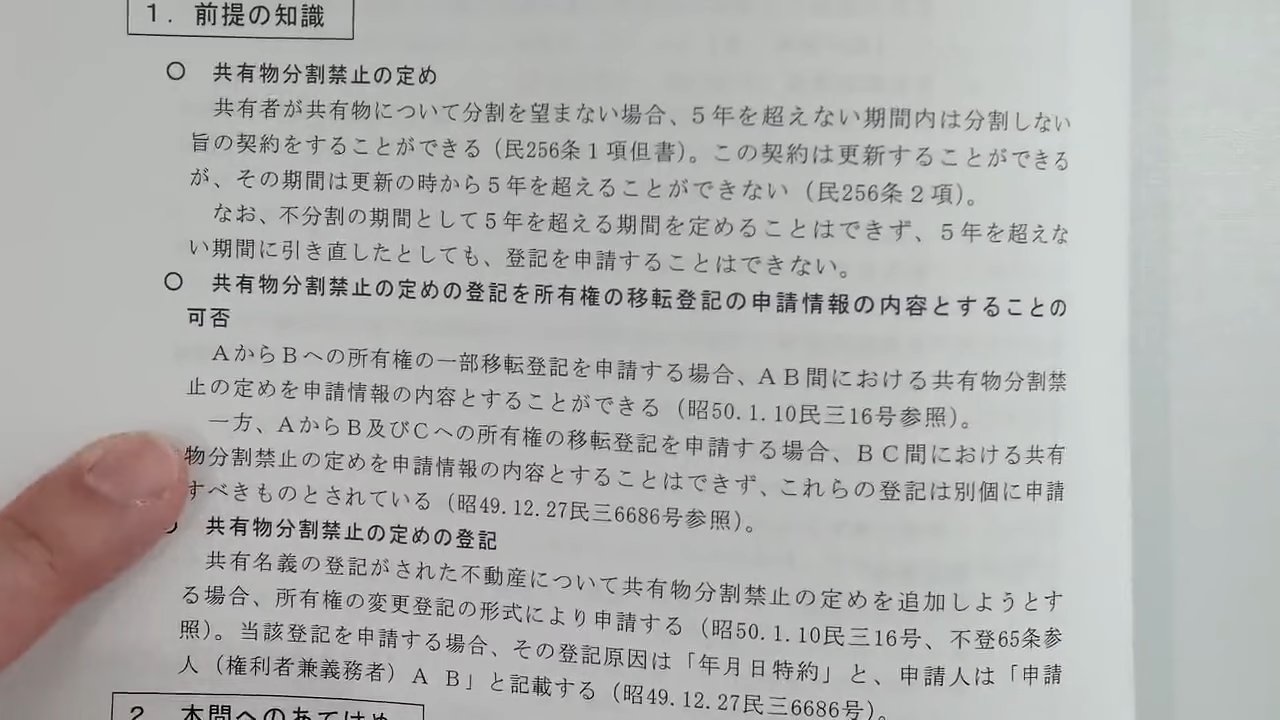 1．前提の知識
○　共有物分割禁止の定め
共有者が共有物について分割を望まない場合、5年を超えない期間内は分割しない
旨の契約をすることができる（民256条1項但書）。この契約は更新することができる
が、その期間は更新の時から5年を超えることができない（民256条2項）。
なお、不分割の期間として5年を超える期間を定めることはできず、5年を超えな
い期間に引き直したとしても、登記を申請することはできない。
○　共有物分割禁止の定めの登記を所有権の移転登記の申請情報の内容とすることの
可否
AからBへの所有権の一部移転登記を申請する場合、AB間における共有物分割禁
止の定めを申請情報の内容とすることができる（昭50.1.10民三16号参照）。
一方、AからB及びCへの所有権の移転登記を申請する場合、BC間における共有
物分割禁止の定めを申請情報の内容とすることはできず、これらの登記は別個に申請
すべきものとされている（昭49.12.27民三6686号参照）。
○　共有物分割禁止の定めの登記
共有名義の登記がされた不動産について共有物分割禁止の定めを追加しようとす
る場合、所有権の変更登記の形式により申請する（昭50.1.10民三16号、不登65条参
照）。当該登記を申請する場合、その登記原因は「年月日特約」と、申請人は「申請
人（権利者兼義務者）A B」と記載する（昭49.12.27民三6686号）。
2．本問へのあてはめ